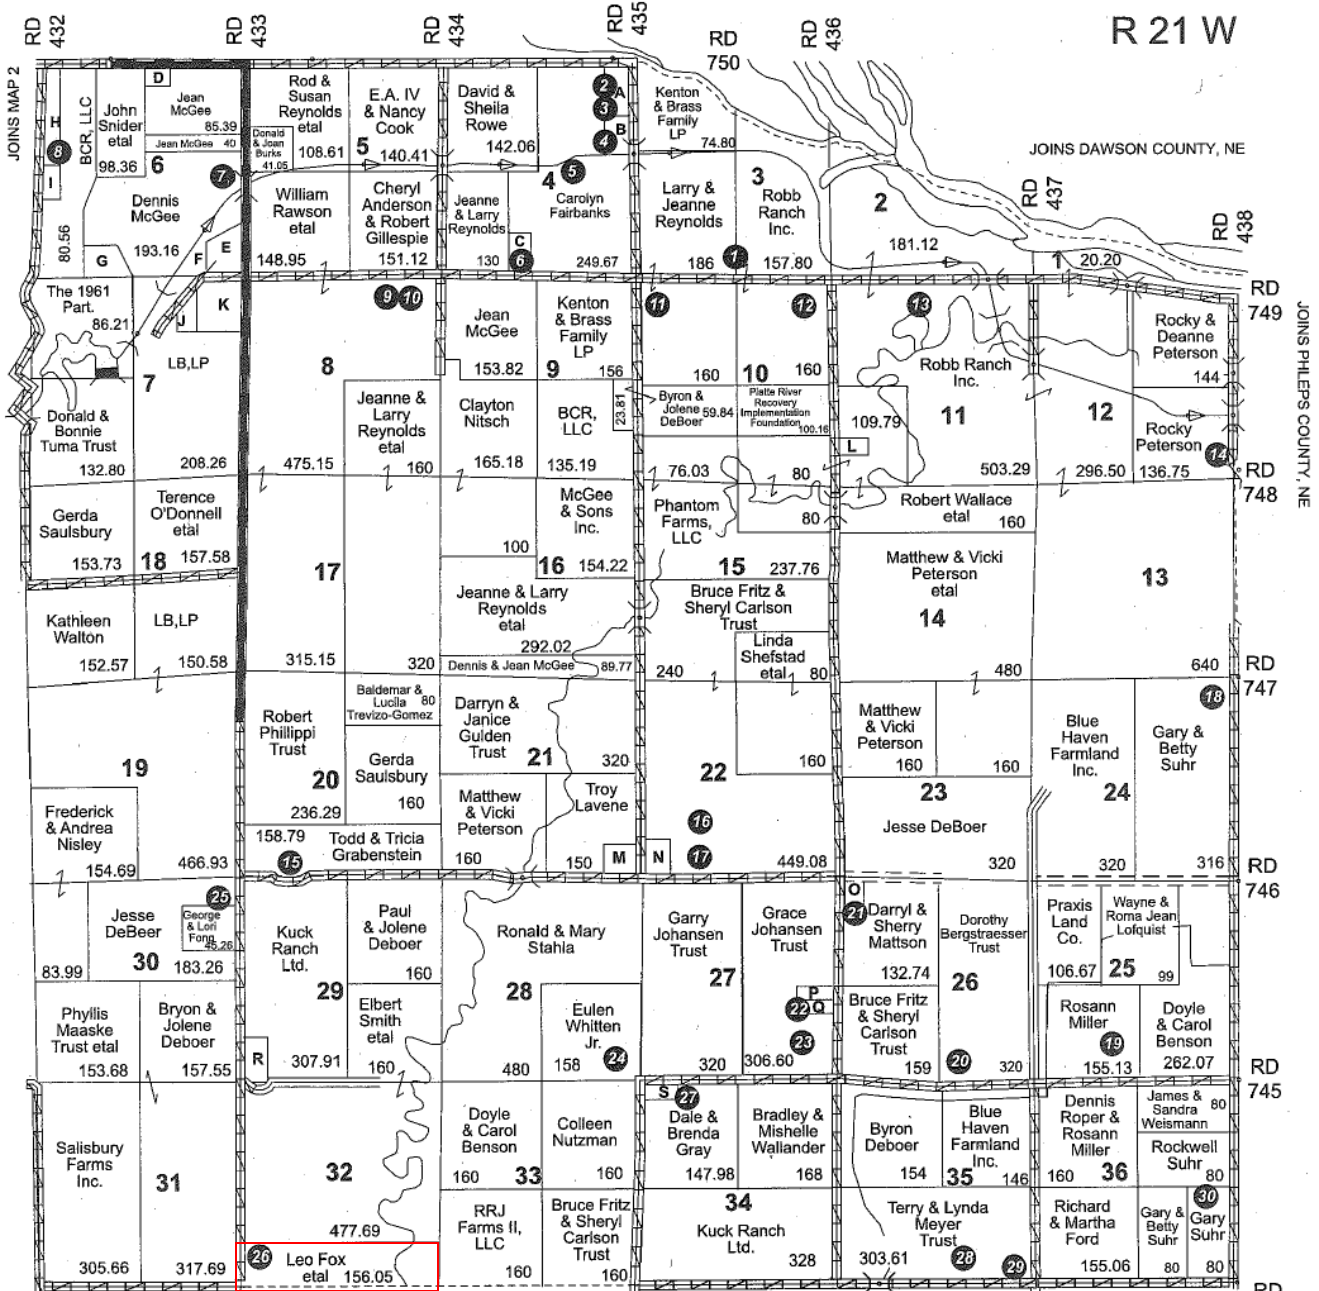 RD 432
RD 433
RD 434
RD 435
RD 750
RD 436
R 21 W
JOINS MAP 2
JOINS DAWSON COUNTY, NE
RD 437
RD 438
H
8
I
BCR, LLC
80.56
John
Snider
etal
98.36
D
Jean
McGee
85.39
Jean McGee 40
6
7
Dennis
McGee
193.16
G
F
E
Rod &
Susan
Reynolds
etal
108.61
Donald
& Joan
Burks
41.05
5
E.A. IV
& Nancy
Cook
140.41
William
Rawson
etal
148.95
Cheryl
Anderson
& Robert
Gillespie
151.12
David &
Sheila
Rowe
142.06
2
A
3
B
4
4
5
Carolyn
Fairbanks
249.67
Jeanne
& Larry
Reynolds
130
C
6
Kenton
& Brass
Family
LP
74.80
Larry &
Jeanne
Reynolds
186
3
Robb
Ranch
Inc.
1
157.80
2
181.12
1
20.20
RD
749
JOINS PHLEPS COUNTY, NE
The 1961
Part.
86.21
J
K
LB,LP
7
208.26
Donald &
Bonnie
Tuma Trust
132.80
9
10
8
475.15
Jeanne &
Larry
Reynolds
etal
160
Jean
McGee
153.82
Kenton
& Brass
Family
LP
9
156
Clayton
Nitsch
165.18
BCR,
LLC
135.19
23.81
11
12
160
10
160
Byron &
Jolene
DeBoer
59.84
Platte River
Recovery
Implementation
Foundation
100.16
76.03
80
13
Robb Ranch
Inc.
109.79
L
11
503.29
12
296.50
Rocky &
Deanne
Peterson
144
Rocky
Peterson
14
136.75
RD
748
Gerda
Saulsbury
153.73
18
Terence
O'Donnell
etal
157.58
Kathleen
Walton
152.57
LB,LP
150.58
17
315.15
320
100
McGee
& Sons
Inc.
16
154.22
Jeanne & Larry
Reynolds
etal
292.02
Dennis & Jean McGee
89.77
Phantom
Farms,
LLC
80
15
237.76
Bruce Fritz &
Sheryl Carlson
Trust
240
Linda
Shefstad
etal
80
Robert Wallace
etal
160
Matthew & Vicki
Peterson
etal
14
480
13
640
RD
747
19
466.93
Frederick
& Andrea
Nisley
154.69
Robert
Phillippi
Trust
20
236.29
Baldemar &
Lucila 80
Trevizo-Gomez
Gerda
Saulsbury
160
158.79
Todd & Tricia
Grabenstein
15
Darryn &
Janice
Gulden
Trust
21
320
Matthew
& Vicki
Peterson
160
Troy
Lavene
150
M
N
160
22
16
17
449.08
Matthew
& Vicki
Peterson
160
160
23
Jesse DeBoer
320
Blue
Haven
Farmland
Inc.
24
320
18
Gary &
Betty
Suhr
316
RD
746
83.99
Jesse
DeBeer
30
183.26
25
George
& Lori
Fong
45.26
Phyllis
Maaske
Trust etal
153.68
Bryon &
Jolene
Deboer
157.55
Kuck
Ranch
Ltd.
29
307.91
R
Paul
& Jolene
Deboer
160
Elbert
Smith
etal
160
Ronald & Mary
Stahla
28
480
Eulen
Whitten
Jr.
158
24
Garry
Johansen
Trust
27
320
Grace
Johansen
Trust
P
22
Q
23
306.60
O
21
Darryl &
Sherry
Mattson
132.74
Bruce Fritz
& Sheryl
Carlson
Trust
159
Dorothy
Bergstraesser
Trust
26
20
320
Praxis
Land
Co.
106.67
Wayne &
Roma Jean
Lofquist
25
99
Rosann
Miller
19
155.13
Doyle
& Carol
Benson
262.07
RD
745
Salisbury
Farms
Inc.
305.66
31
317.69
32
477.69
26
Leo Fox
etal 156.05
Doyle
& Carol
Benson
160
33
Colleen
Nutzman
160
RRJ
Farms II,
LLC
160
Bruce Fritz
& Sheryl
Carlson
Trust
160
S
27
Dale &
Brenda
Gray
147.98
Bradley &
Mishelle
Wallander
168
34
Kuck Ranch
Ltd.
328
Byron
Deboer
154
Blue
Haven
Farmland
Inc.
35
146
Terry & Lynda
Meyer
Trust
303.61
28
29
Dennis
Roper &
Rosann
Miller
160
36
James &
Sandra 80
Weismann
Rockwell
Suhr
80
Richard
& Martha
Ford
155.06
Gary &
Betty
Suhr
80
30
Gary
Suhr
80
RD